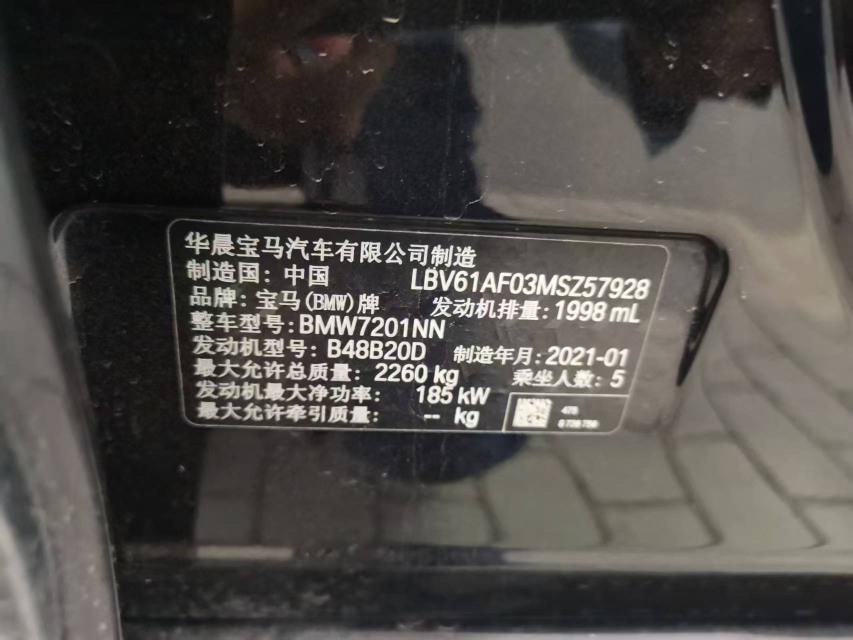 华晨宝马汽车有限公司制造
制造国：中国 LBV61AF03MSZ57928
品牌：宝马(BMW)牌 发动机排量：1998 mL
整车型号：BMW7201NN
发动机型号：B48B20D 制造年月：2021-01
最大允许总质量： 2260 kg 乘坐人数：5
发动机最大净功率： 185 kW
最大允许牵引质量： -- kg